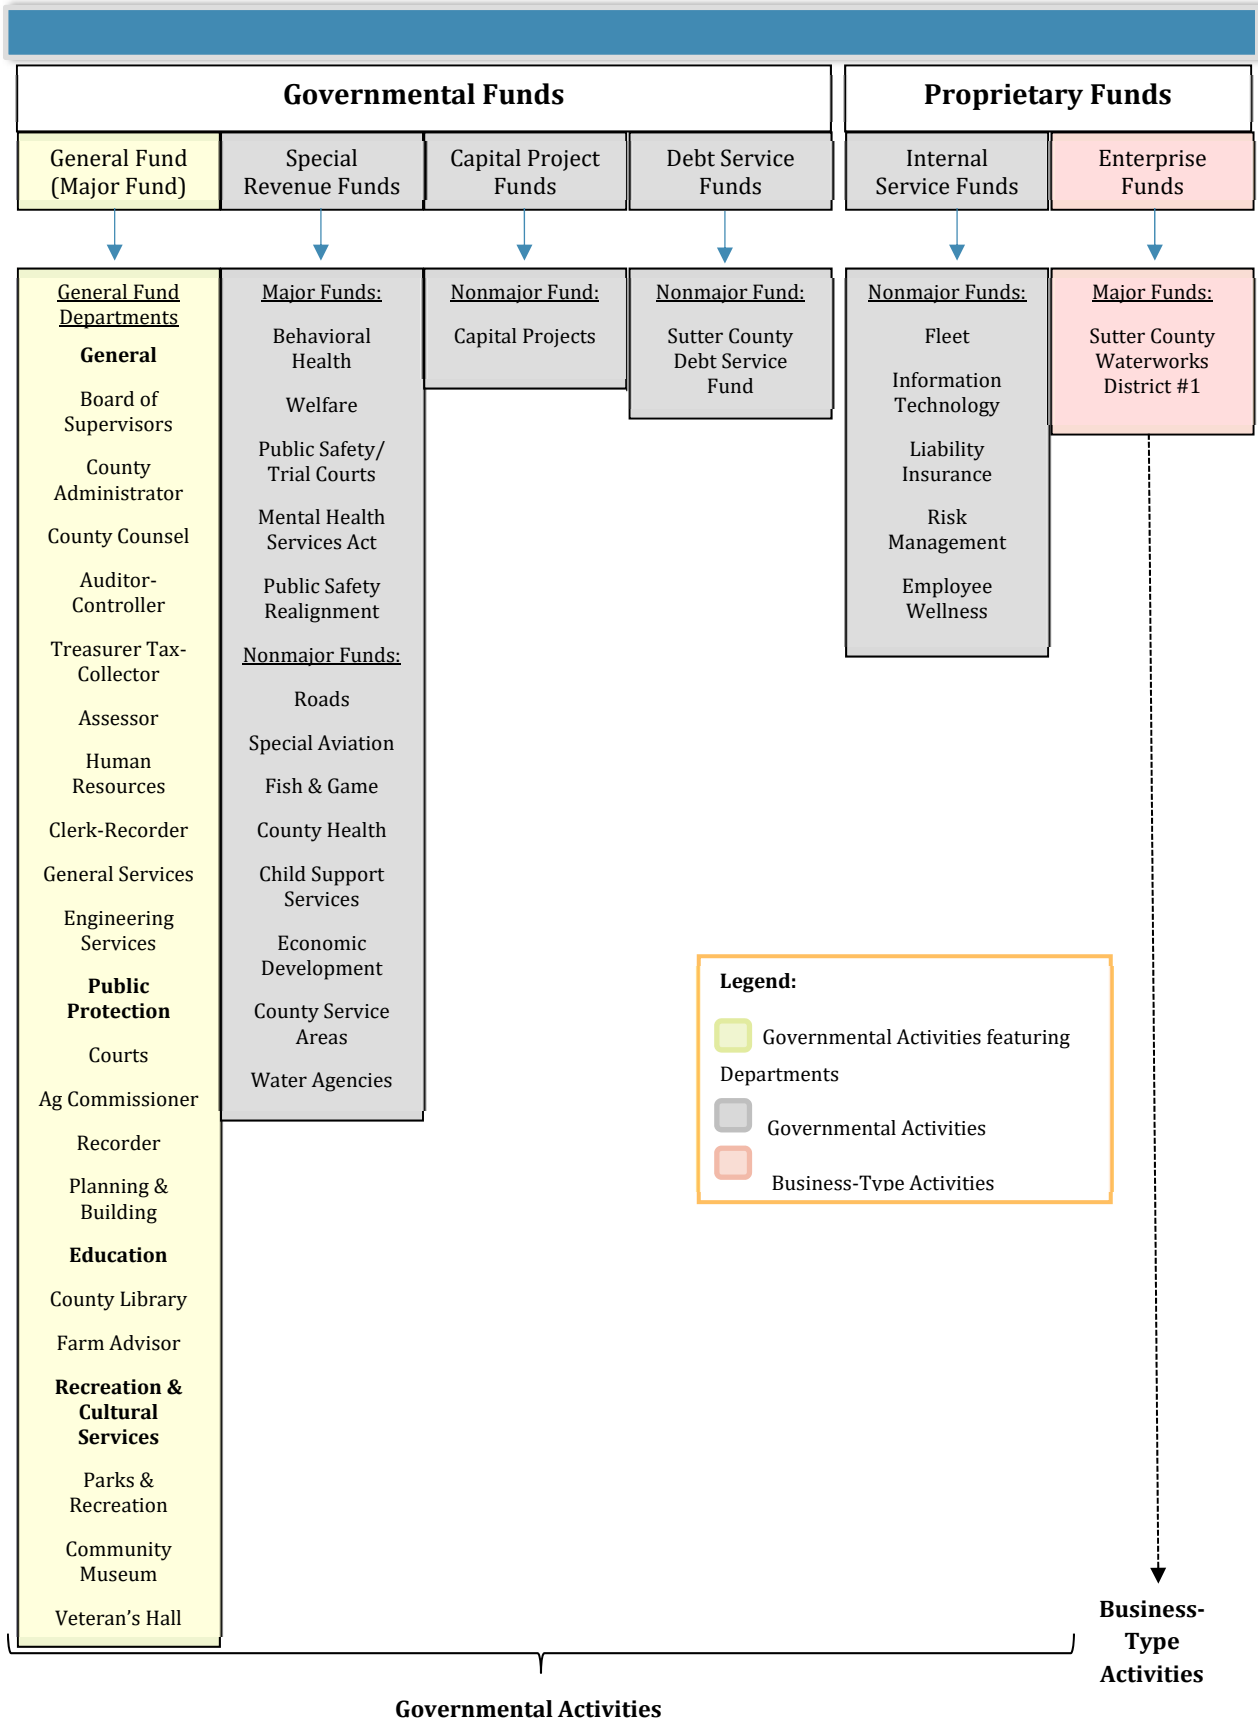 Governmental Funds
Proprietary Funds
General Fund
(Major Fund)
Special
Revenue Funds
Capital Project
Funds
Debt Service
Funds
Internal
Service Funds
Enterprise
Funds
General Fund
Departments
General
Board of
Supervisors
County
Administrator
County Counsel
Auditor-
Controller
Treasurer Tax-
Collector
Assessor
Human
Resources
Clerk-Recorder
General Services
Engineering
Services
Public
Protection
Courts
Ag Commissioner
Recorder
Planning &
Building
Education
County Library
Farm Advisor
Recreation &
Cultural
Services
Parks &
Recreation
Community
Museum
Veteran's Hall
Major Funds:
Behavioral
Health
Welfare
Public Safety/
Trial Courts
Mental Health
Services Act
Public Safety
Realignment
Nonmajor Funds:
Roads
Special Aviation
Fish & Game
County Health
Child Support
Services
Economic
Development
County Service
Areas
Water Agencies
Nonmajor Fund:
Capital Projects
Nonmajor Fund:
Sutter County
Debt Service
Fund
Nonmajor Funds:
Fleet
Information
Technology
Liability
Insurance
Risk
Management
Employee
Wellness
Major Funds:
Sutter County
Waterworks
District #1
Legend:
Governmental Activities featuring
Departments
Governmental Activities
Business-Type Activities
Business-
Type
Activities
Governmental Activities